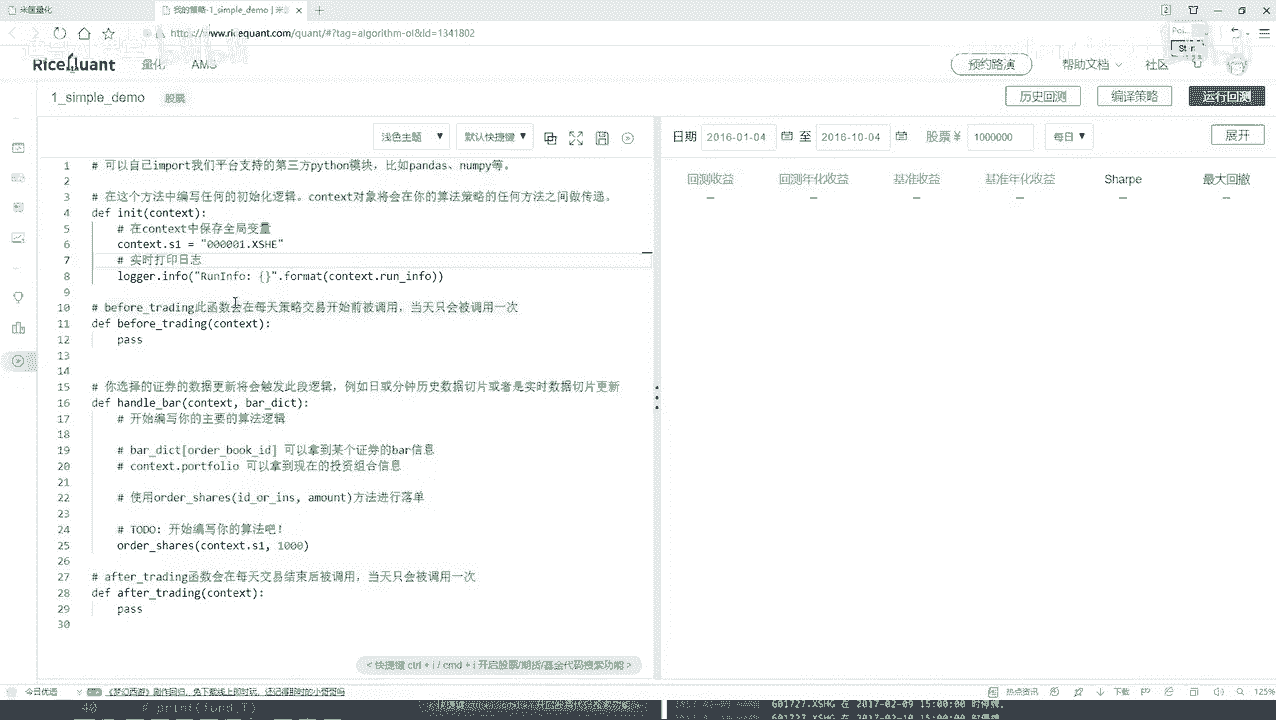 米匡量化
我的策略-1_simple_demo | 米
https://www.ricequant.com/quant/#?tag=algorithm-ol&id=1341802
RiceQuant
量化
AMS
预约路演
帮助文档
社区
1_simple_demo
股票
历史回测
编译策略
运行回测
浅色主题
默认快捷键
日期
2016-01-04
至
2016-10-04
股票¥
1000000
每日
展开
回测收益
回测年化收益
基准收益
基准年化收益
Sharpe
最大回撤
1 # 可以自己import我们平台支持的第三方python模块，比如pandas、numpy等。
2
3 # 在这个方法中编写任何的初始化逻辑。context对象将会在你的算法策略的任何方法之间做传递。
4 def init(context):
5 # 在context中保存全局变量
6 context.s1 = "000001.XSHE"
7 # 实时打印日志
8 logger.info("RunInfo: {}".format(context.run_info))
9
10 # before_trading此函数会在每天策略交易开始前被调用，当天只会被调用一次
11 def before_trading(context):
12 pass
13
14
15 # 你选择的证券的数据更新将会触发此段逻辑，例如日或分钟历史数据切片或者是实时数据切片更新
16 def handle_bar(context, bar_dict):
17 # 开始编写你的主要的算法逻辑
18
19 # bar_dict[order_book_id] 可以拿到某个证券的bar信息
20 # context.portfolio 可以拿到现在的投资组合信息
21
22 # 使用order_shares(id_or_ins, amount)方法进行落单
23
24 # TODO: 开始编写你的算法吧！
25 order_shares(context.s1, 1000)
26
27 # after_trading函数会在每天交易结束后被调用，当天只会被调用一次
28 def after_trading(context):
29 pass
30
< 快捷键 ctrl + i / cmd + i 开启股票/期货/基金代码搜索功能 >
今日优选
热点资讯
下载
125%
40 # print(fund.T)
601727.XSHG 在 2017-02-09 15:00:00 时停牌.